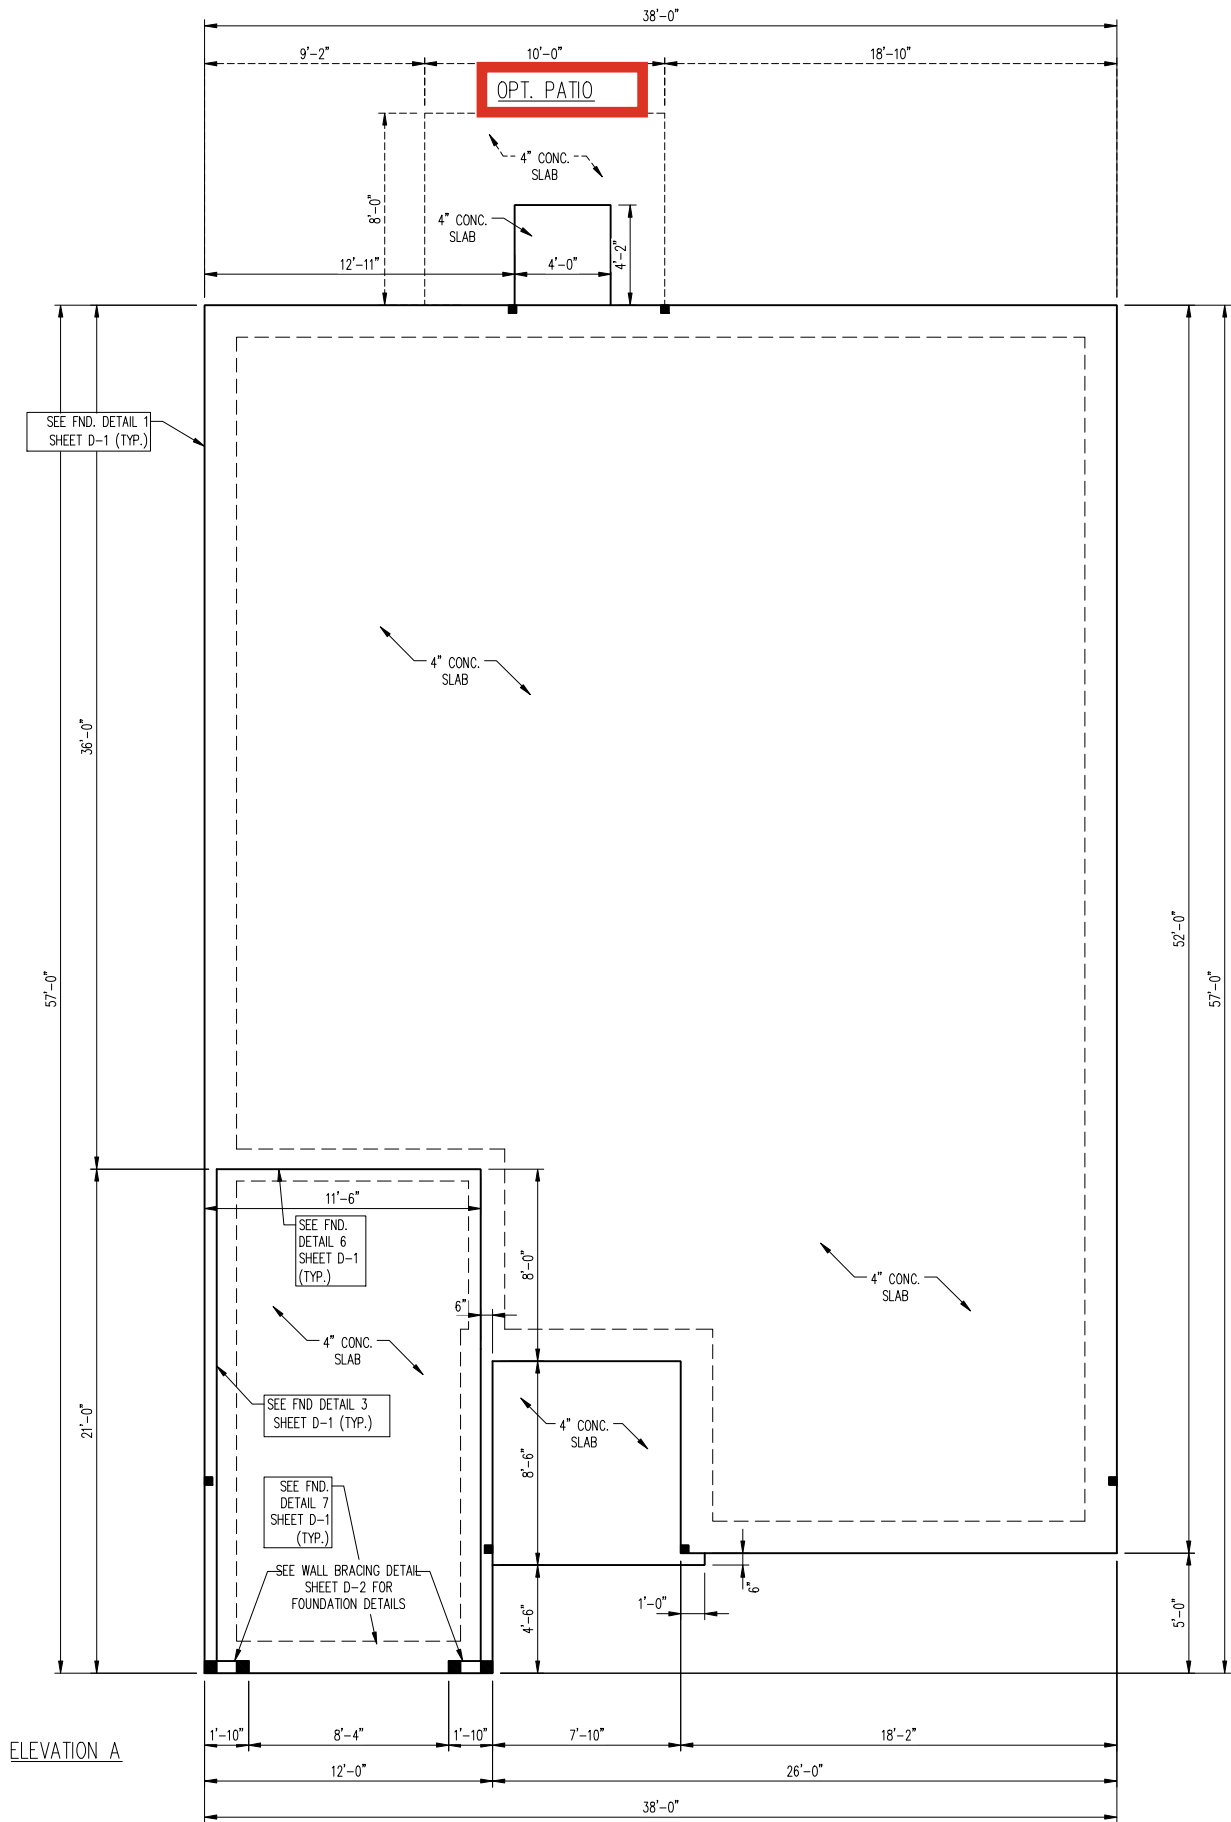 38'-0"
9'-2"
10'-0"
18'-10"
OPT. PATIO
4" CONC.
SLAB
8'-0"
4" CONC.
SLAB
4'-2"
12'-11"
4'-0"
SEE FND. DETAIL 1
SHEET D-1 (TYP.)
4" CONC.
SLAB
36'-0"
52'-0"
57'-0"
57'-0"
11'-6"
SEE FND.
DETAIL 6
SHEET D-1
(TYP.)
8'-0"
4" CONC.
SLAB
6"
4" CONC.
SLAB
SEE FND DETAIL 3
SHEET D-1 (TYP.)
21'-0"
4" CONC.
SLAB
8'-6"
SEE FND.
DETAIL 7
SHEET D-1
(TYP.)
SEE WALL BRACING DETAIL
SHEET D-2 FOR
FOUNDATION DETAILS
6"
1'-0"
4'-6"
5'-0"
1'-10"
8'-4"
1'-10"
7'-10"
18'-2"
ELEVATION A
12'-0"
26'-0"
38'-0"